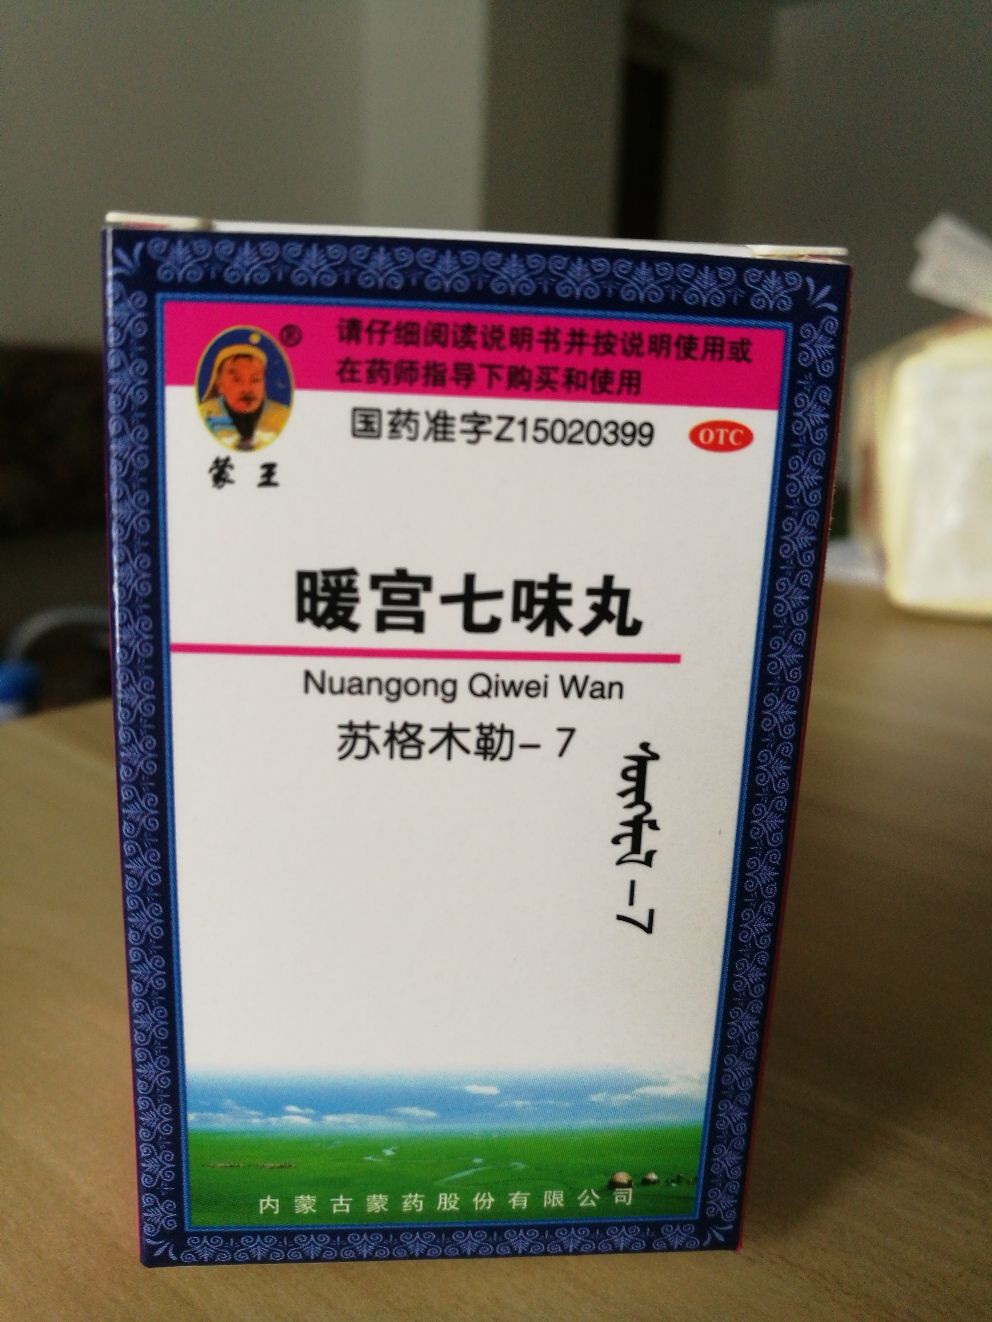 请仔细阅读说明书并按说明使用或
在药师指导下购买和使用
®
国药准字Z15020399
OTC
蒙王
暖宫七味丸
Nuangong Qiwei Wan
苏格木勒-7
-7
内蒙古蒙药股份有限公司